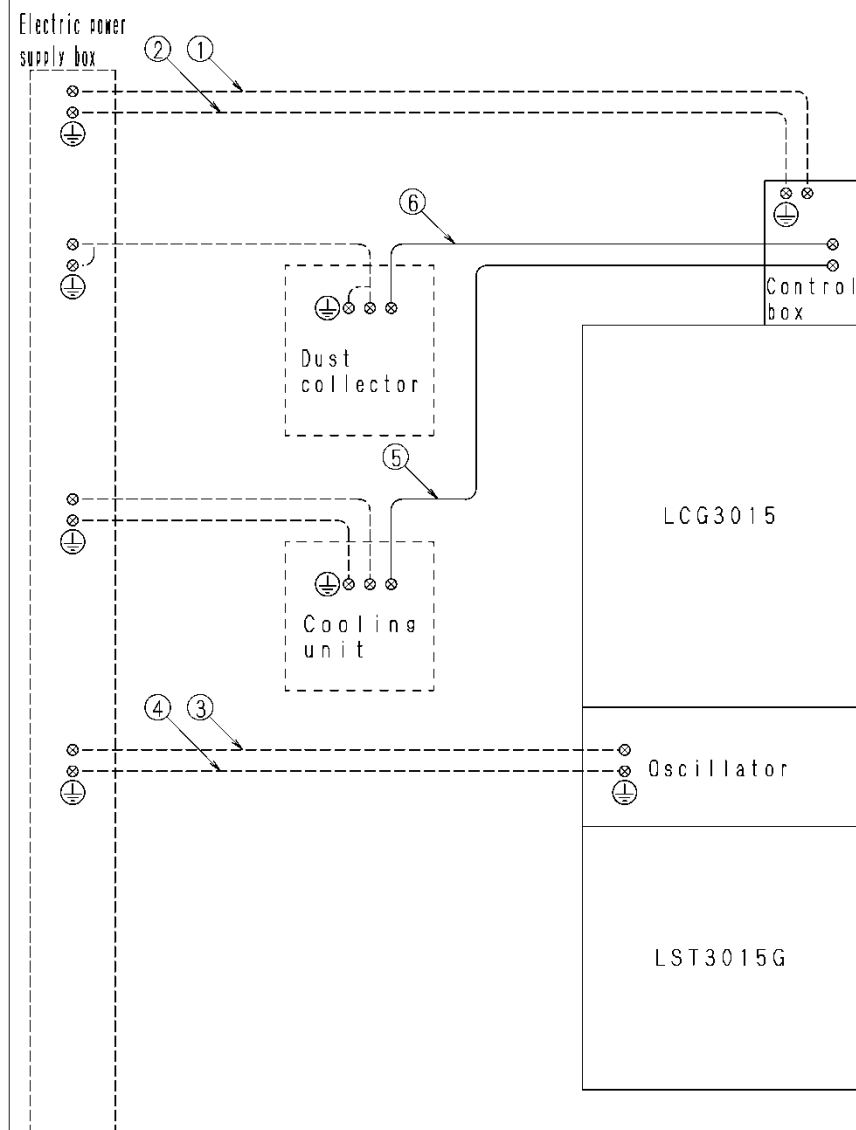 Electric power
supply box
② ①
⑥
Control
box
Dust
collector
⑤
LCG3015
Cooling
unit
④ ③
Oscillator
LST3015G